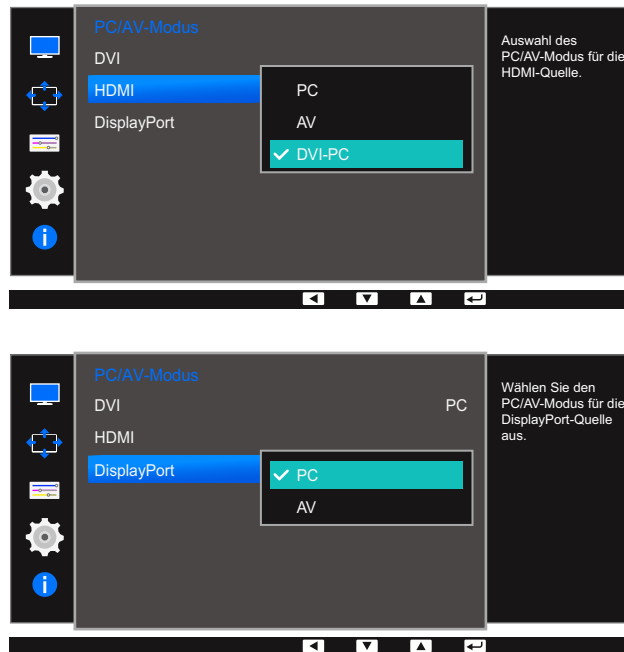 PC/AV-Modus
DVI
HDMI
DisplayPort
PC
AV
DVI-PC
Auswahl des
PC/AV-Modus für die
HDMI-Quelle.
PC/AV-Modus
DVI PC
HDMI
DisplayPort
PC
AV
Wählen Sie den
PC/AV-Modus für die
DisplayPort-Quelle
aus.